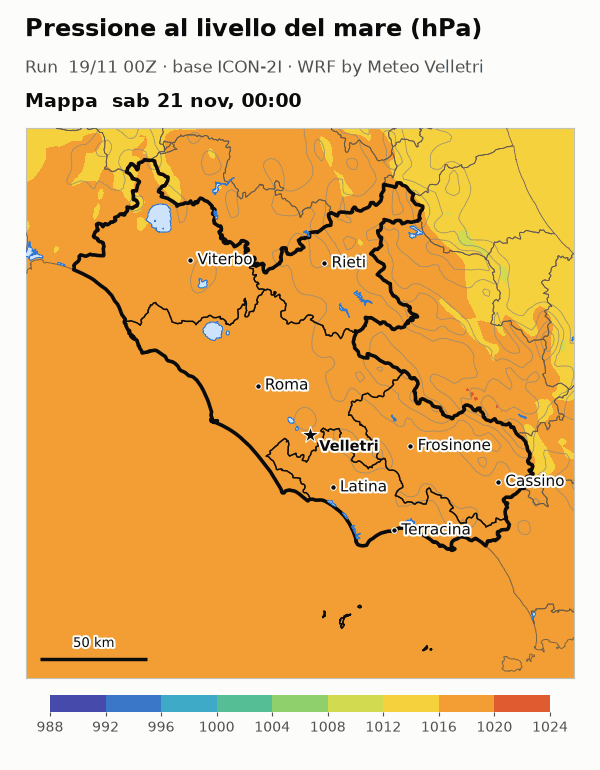 Pressione al livello del mare (hPa)
Run 19/11 00Z · base ICON-2I · WRF by Meteo Velletri
Mappa sab 21 nov, 00:00
Viterbo
Rieti
Roma
Velletri
Frosinone
Cassino
Latina
Terracina
50 km
988 992 996 1000 1004 1008 1012 1016 1020 1024